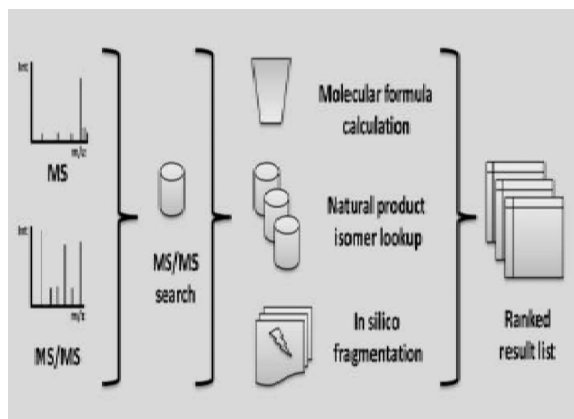 Int
m/z
MS
Int
m/z
MS/MS
MS/MS
search
Molecular formula
calculation
Natural product
isomer lookup
In silico
fragmentation
Ranked
result list